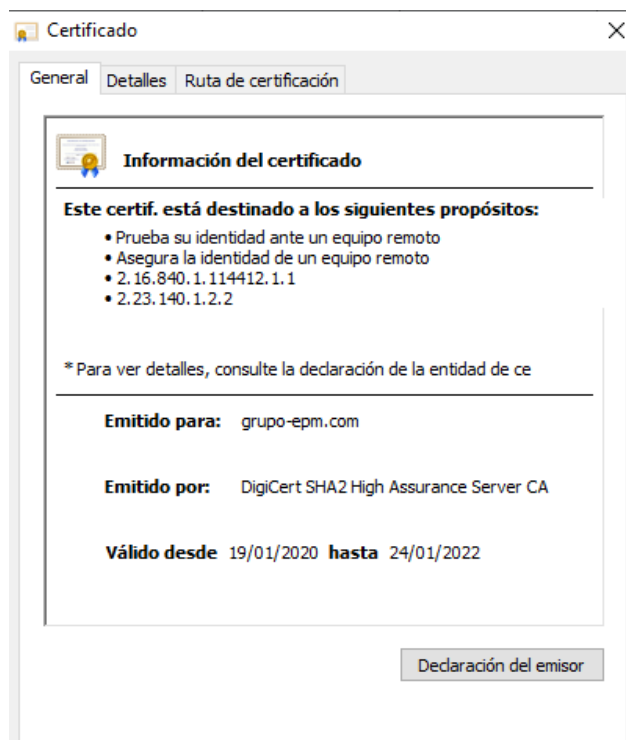 Certificado
General Detalles Ruta de certificación
Información del certificado
Este certif. está destinado a los siguientes propósitos:
• Prueba su identidad ante un equipo remoto
• Asegura la identidad de un equipo remoto
• 2.16.840.1.114412.1.1
• 2.23.140.1.2.2
* Para ver detalles, consulte la declaración de la entidad de ce
Emitido para: grupo-epm.com
Emitido por: DigiCert SHA2 High Assurance Server CA
Válido desde 19/01/2020 hasta 24/01/2022
Declaración del emisor